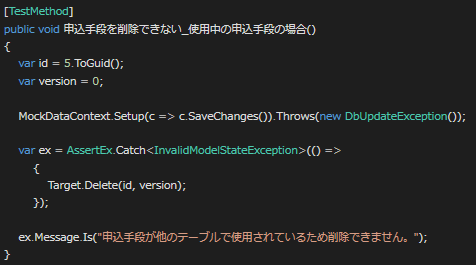 [TestMethod]
public void 申込手段を削除できない_使用中の申込手段の場合()
{
var id = 5.ToGuid();
var version = 0;
MockDataContext.Setup(c => c.SaveChanges()).Throws(new DbUpdateException());
var ex = AssertEx.Catch<InvalidModelStateException>(() =>
{
Target.Delete(id, version);
});
ex.Message.Is("申込手段が他のテーブルで使用されているため削除できません。");
}